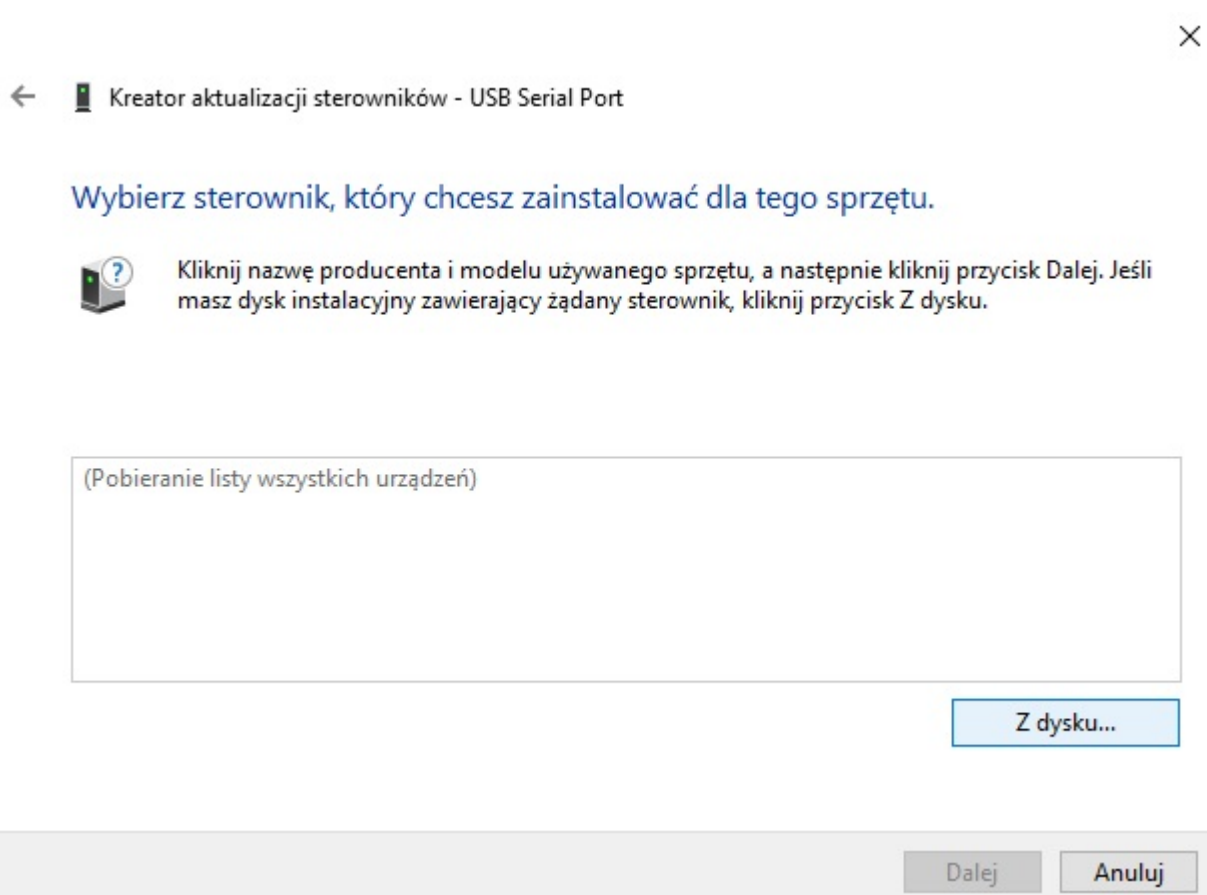 Kreator aktualizacji sterowników - USB Serial Port
Wybierz sterownik, który chcesz zainstalować dla tego sprzętu.
Kliknij nazwę producenta i modelu używanego sprzętu, a następnie kliknij przycisk Dalej. Jeśli
masz dysk instalacyjny zawierający żądany sterownik, kliknij przycisk Z dysku.
(Pobieranie listy wszystkich urządzeń)
Z dysku...
Dalej
Anuluj